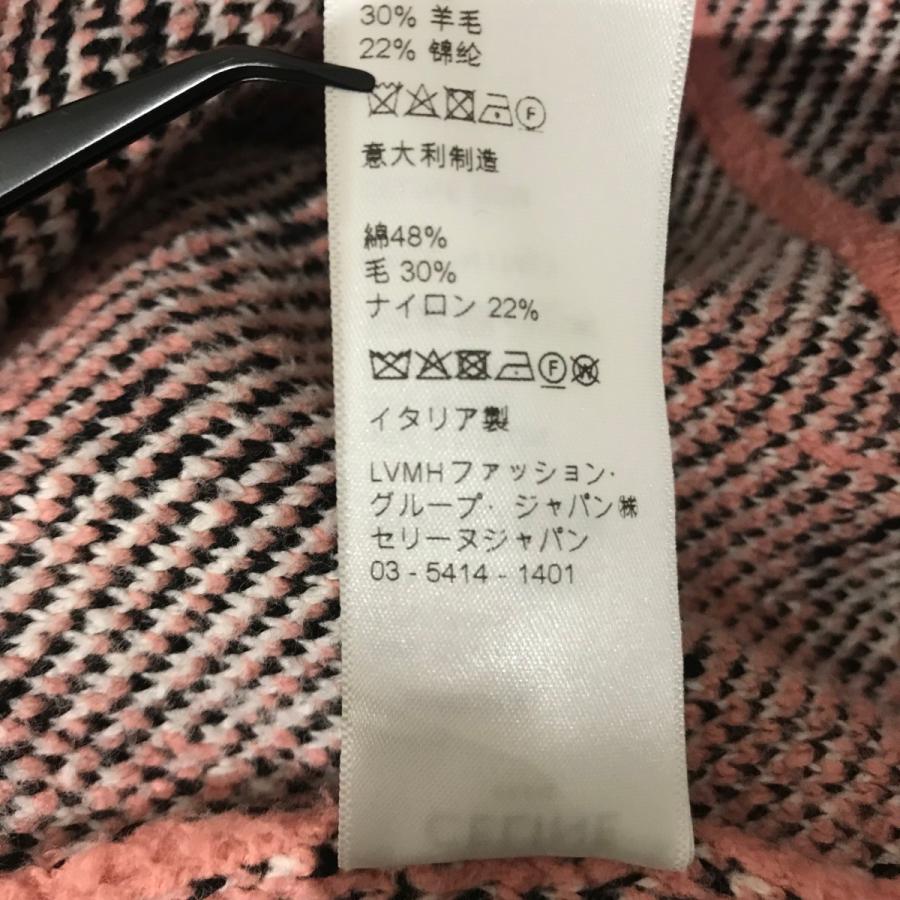 30% 羊毛
22% 锦纶
F
意大利制造
綿48%
毛 30%
ナイロン 22%
F W
イタリア製
LVMHファッション・
グループ・ジャパン㈱
セリーヌジャパン
03 - 5414 - 1401